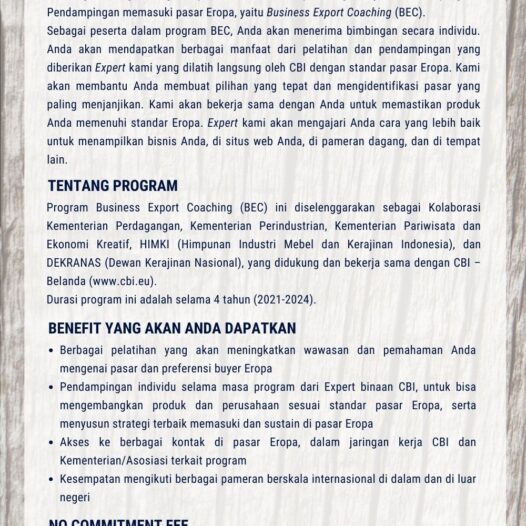 Pendampingan memasuki pasar Eropa, yaitu Business Export Coaching (BEC).
Sebagai peserta dalam program BEC, Anda akan menerima bimbingan secara individu.
Anda akan mendapatkan berbagai manfaat dari pelatihan dan pendampingan yang
diberikan Expert kami yang dilatih langsung oleh CBI dengan standar pasar Eropa. Kami
akan membantu Anda membuat pilihan yang tepat dan mengidentifikasi pasar yang
paling menjanjikan. Kami akan bekerja sama dengan Anda untuk memastikan produk
Anda memenuhi standar Eropa. Expert kami akan mengajari Anda cara yang lebih baik
untuk menampilkan bisnis Anda, di situs web Anda, di pameran dagang, dan di tempat
lain.
TENTANG PROGRAM
Program Business Export Coaching (BEC) ini diselenggarakan sebagai Kolaborasi
Kementerian Perdagangan, Kementerian Perindustrian, Kementerian Pariwisata dan
Ekonomi Kreatif, HIMKI (Himpunan Industri Mebel dan Kerajinan Indonesia), dan
DEKRANAS (Dewan Kerajinan Nasional), yang didukung dan bekerja sama dengan CBI –
Belanda (www.cbi.eu).
Durasi program ini adalah selama 4 tahun (2021-2024).
BENEFIT YANG AKAN ANDA DAPATKAN
• Berbagai pelatihan yang akan meningkatkan wawasan dan pemahaman Anda
mengenai pasar dan preferensi buyer Eropa
• Pendampingan individu selama masa program dari Expert binaan CBI, untuk bisa
mengembangkan produk dan perusahaan sesuai standar pasar Eropa, serta
menyusun strategi terbaik memasuki dan sustain di pasar Eropa
• Akses ke berbagai kontak di pasar Eropa, dalam jaringan kerja CBI dan
Kementerian/Asosiasi terkait program
• Kesempatan mengikuti berbagai pameran berskala internasional di dalam dan di luar
negeri
NO COMMITMENT FEE